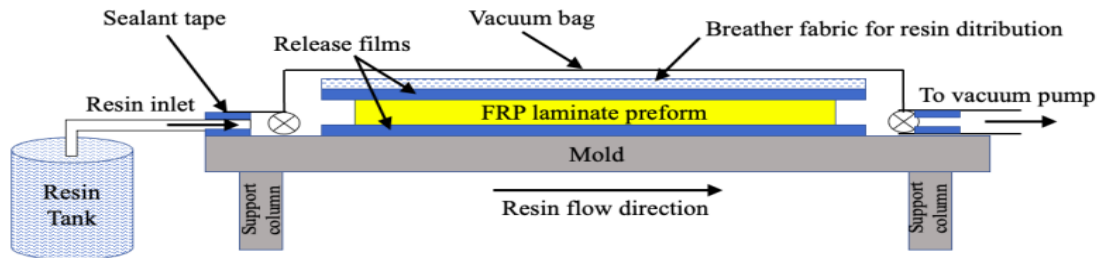 Sealant tape
Vacuum bag
Breather fabric for resin ditribution
Release films
Resin inlet
FRP laminate preform
To vacuum pump
Mold
Resin
Tank
Support
column
Resin flow direction
Support
column